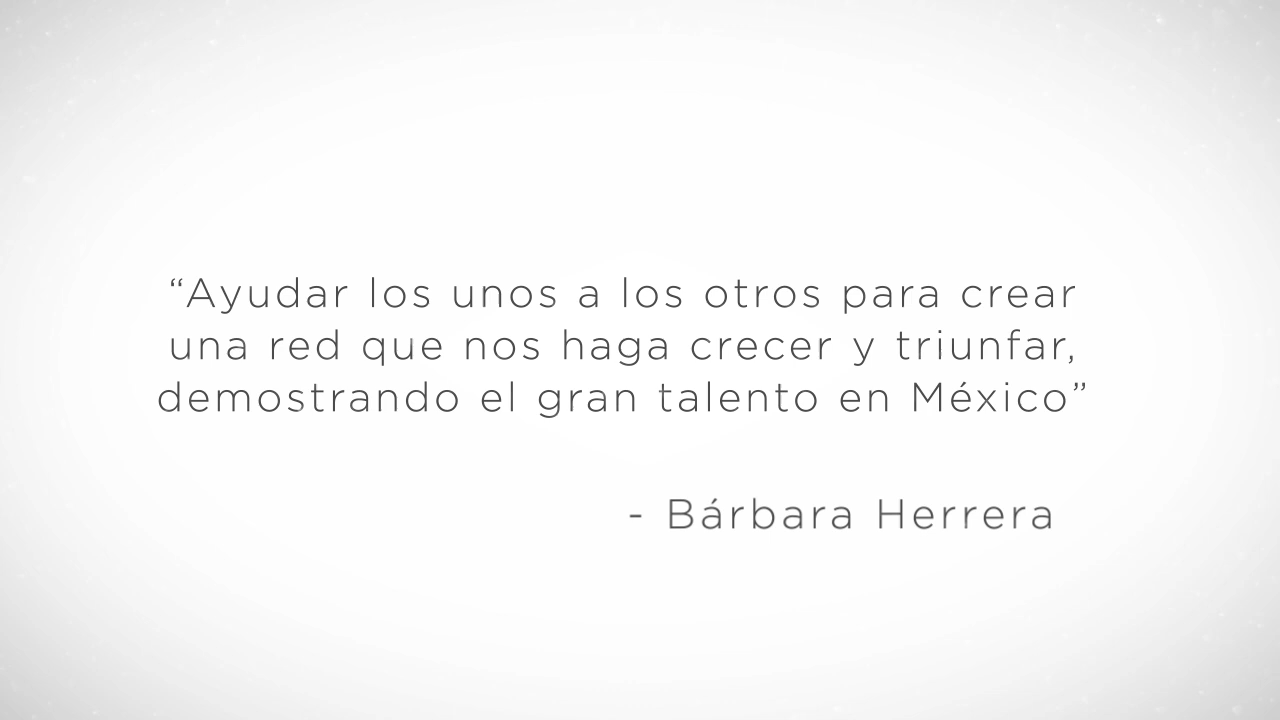 “Ayudar los unos a los otros para crear
una red que nos haga crecer y triunfar,
demostrando el gran talento en México”
- Bárbara Herrera